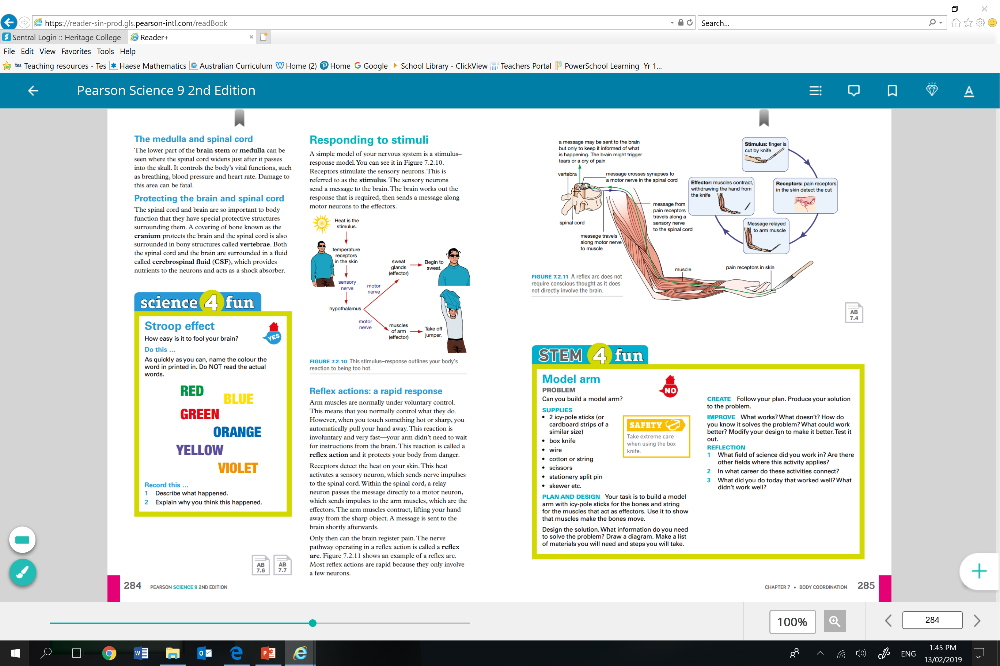 https://reader-sin-prod.gls.pearson-intl.com/readBook
Search...
Sentral Login :: Heritage College
Reader+
File Edit View Favorites Tools Help
tes Teaching resources - Tes
Haese Mathematics
Australian Curriculum
Home (2)
Home
Google
School Library - ClickView
Teachers Portal
PowerSchool Learning Yr 1...
Pearson Science 9 2nd Edition
The medulla and spinal cord
The lower part of the brain stem or medulla can be
seen where the spinal cord widens just after it passes
into the skull. It controls the body's vital functions, such
as breathing, blood pressure and heart rate. Damage to
this area can be fatal.
Protecting the brain and spinal cord
The spinal cord and brain are so important to body
function that they have special protective structures
surrounding them. A covering of bone known as the
cranium protects the brain and the spinal cord is also
surrounded in bony structures called vertebrae. Both
the spinal cord and the brain are surrounded in a fluid
called cerebrospinal fluid (CSF), which provides
nutrients to the neurons and acts as a shock absorber.
science 4 fun
Stroop effect
YES
How easy is it to fool your brain?
Do this ...
As quickly as you can, name the colour the
word in printed in. Do NOT read the actual
words.
RED
BLUE
GREEN
ORANGE
YELLOW
VIOLET
Record this ...
1 Describe what happened.
2 Explain why you think this happened.
AB
7.6
AB
7.7
284 PEARSON SCIENCE 9 2ND EDITION
Responding to stimuli
A simple model of your nervous system is a stimulus–
response model. You can see it in Figure 7.2.10.
Receptors stimulate the sensory neurons. This is
referred to as the stimulus. The sensory neurons
send a message to the brain. The brain works out the
response that is required, then sends a message along
motor neurons to the effectors.
Heat is the
stimulus.
temperature
receptors
in the skin
sensory
nerve
hypothalamus
motor
nerve
sweat
glands
(effector)
Begin to
sweat.
motor
nerve
muscles
of arm
(effector)
Take off
jumper.
FIGURE 7.2.10 This stimulus–response outlines your body's
reaction to being too hot.
Reflex actions: a rapid response
Arm muscles are normally under voluntary control.
This means that you normally control what they do.
However, when you touch something hot or sharp, you
automatically pull your hand away. This reaction is
involuntary and very fast—your arm didn't need to wait
for instructions from the brain. This reaction is called a
reflex action and it protects your body from danger.
Receptors detect the heat on your skin. This heat
activates a sensory neuron, which sends nerve impulses
to the spinal cord. Within the spinal cord, a relay
neuron passes the message directly to a motor neuron,
which sends impulses to the arm muscles, which are the
effectors. The arm muscles contract, lifting your hand
away from the sharp object. A message is sent to the
brain shortly afterwards.
Only then can the brain register pain. The nerve
pathway operating in a reflex action is called a reflex
arc. Figure 7.2.11 shows an example of a reflex arc.
Most reflex actions are rapid because they only involve
a few neurons.
a message may be sent to the brain
but only to keep it informed of what
is happening. The brain might trigger
tears or a cry of pain
vertebra
message crosses synapses to
a motor nerve in the spinal cord
spinal cord
message travels
along motor nerve
to muscle
message from
pain receptors
travels along a
sensory nerve
to the spinal cord
muscle
pain receptors in skin
Stimulus: finger is
cut by knife
Receptors: pain receptors
in the skin detect the cut
Message relayed
to arm muscle
Effector: muscles contract,
withdrawing the hand from
the knife
FIGURE 7.2.11 A reflex arc does not
require conscious thought as it does
not directly involve the brain.
AB
7.4
STEM 4 fun
Model arm
NO
PROBLEM
Can you build a model arm?
SUPPLIES
• 2 icy-pole sticks (or
cardboard strips of a
similar size)
• box knife
• wire
• cotton or string
• scissors
• stationery split pin
• skewer etc.
SAFETY
Take extreme care
when using the box
knife.
PLAN AND DESIGN Your task is to build a model
arm with icy-pole sticks for the bones and string
for the muscles that act as effectors. Use it to show
that muscles make the bones move.
Design the solution. What information do you need
to solve the problem? Draw a diagram. Make a list
of materials you will need and steps you will take.
CREATE Follow your plan. Produce your solution
to the problem.
IMPROVE What works? What doesn't? How do
you know it solves the problem? What could work
better? Modify your design to make it better. Test it
out.
REFLECTION
1 What field of science did you work in? Are there
other fields where this activity applies?
2 In what career do these activities connect?
3 What did you do today that worked well? What
didn't work well?
CHAPTER 7 • BODY COORDINATION 285
100%
284
ENG
1:45 PM
13/02/2019